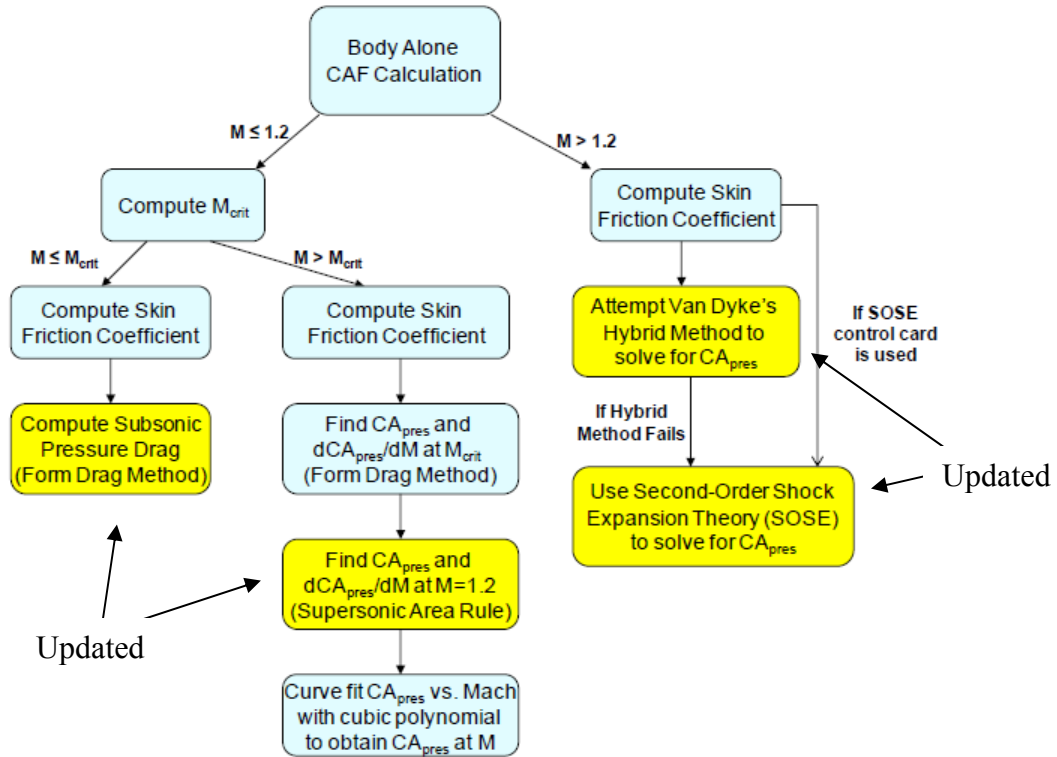 Body Alone
CAF Calculation
M ≤ 1.2
M > 1.2
Compute Mcrit
Compute Skin
Friction Coefficient
M ≤ Mcrit
M > Mcrit
Compute Skin
Friction Coefficient
Compute Skin
Friction Coefficient
Attempt Van Dyke's
Hybrid Method to
solve for CApres
If SOSE
control card
is used
Compute Subsonic
Pressure Drag
(Form Drag Method)
Find CApres and
dCApres/dM at Mcrit
(Form Drag Method)
If Hybrid
Method Fails
Updated
Use Second-Order Shock
Expansion Theory (SOSE)
to solve for CApres
Find CApres and
dCApres/dM at M=1.2
(Supersonic Area Rule)
Updated
Curve fit CApres vs. Mach
with cubic polynomial
to obtain CApres at M